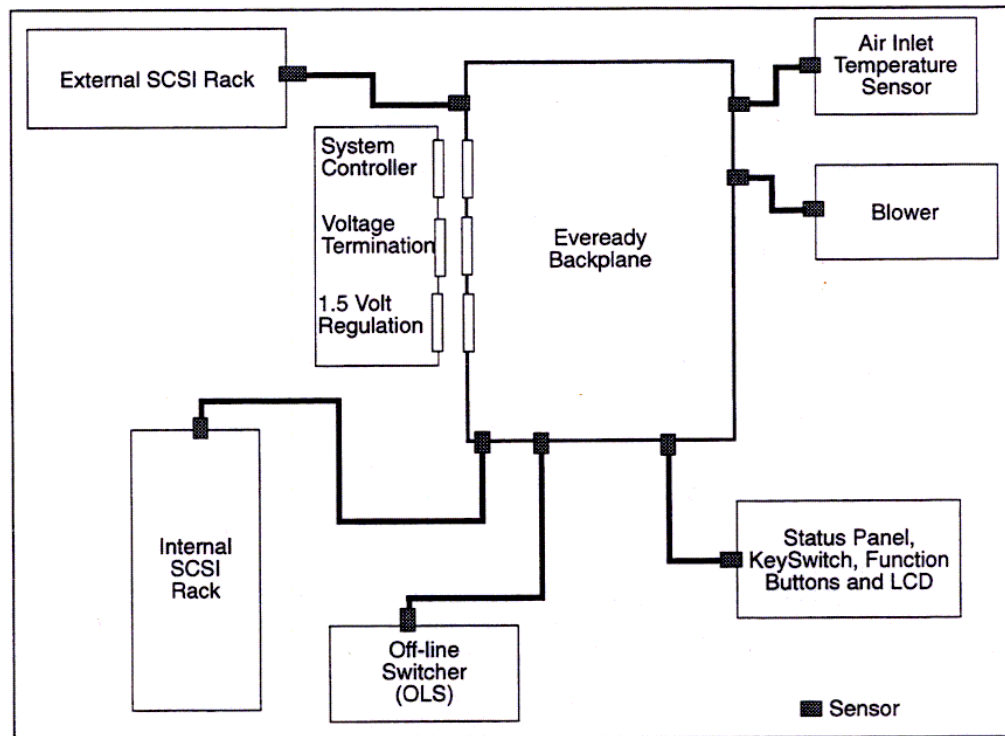 External SCSI Rack
Air Inlet
Temperature
Sensor
System
Controller
Voltage
Termination
1.5 Volt
Regulation
Eveready
Backplane
Blower
Internal
SCSI
Rack
Off-line
Switcher
(OLS)
Status Panel,
KeySwitch, Function
Buttons and LCD
Sensor